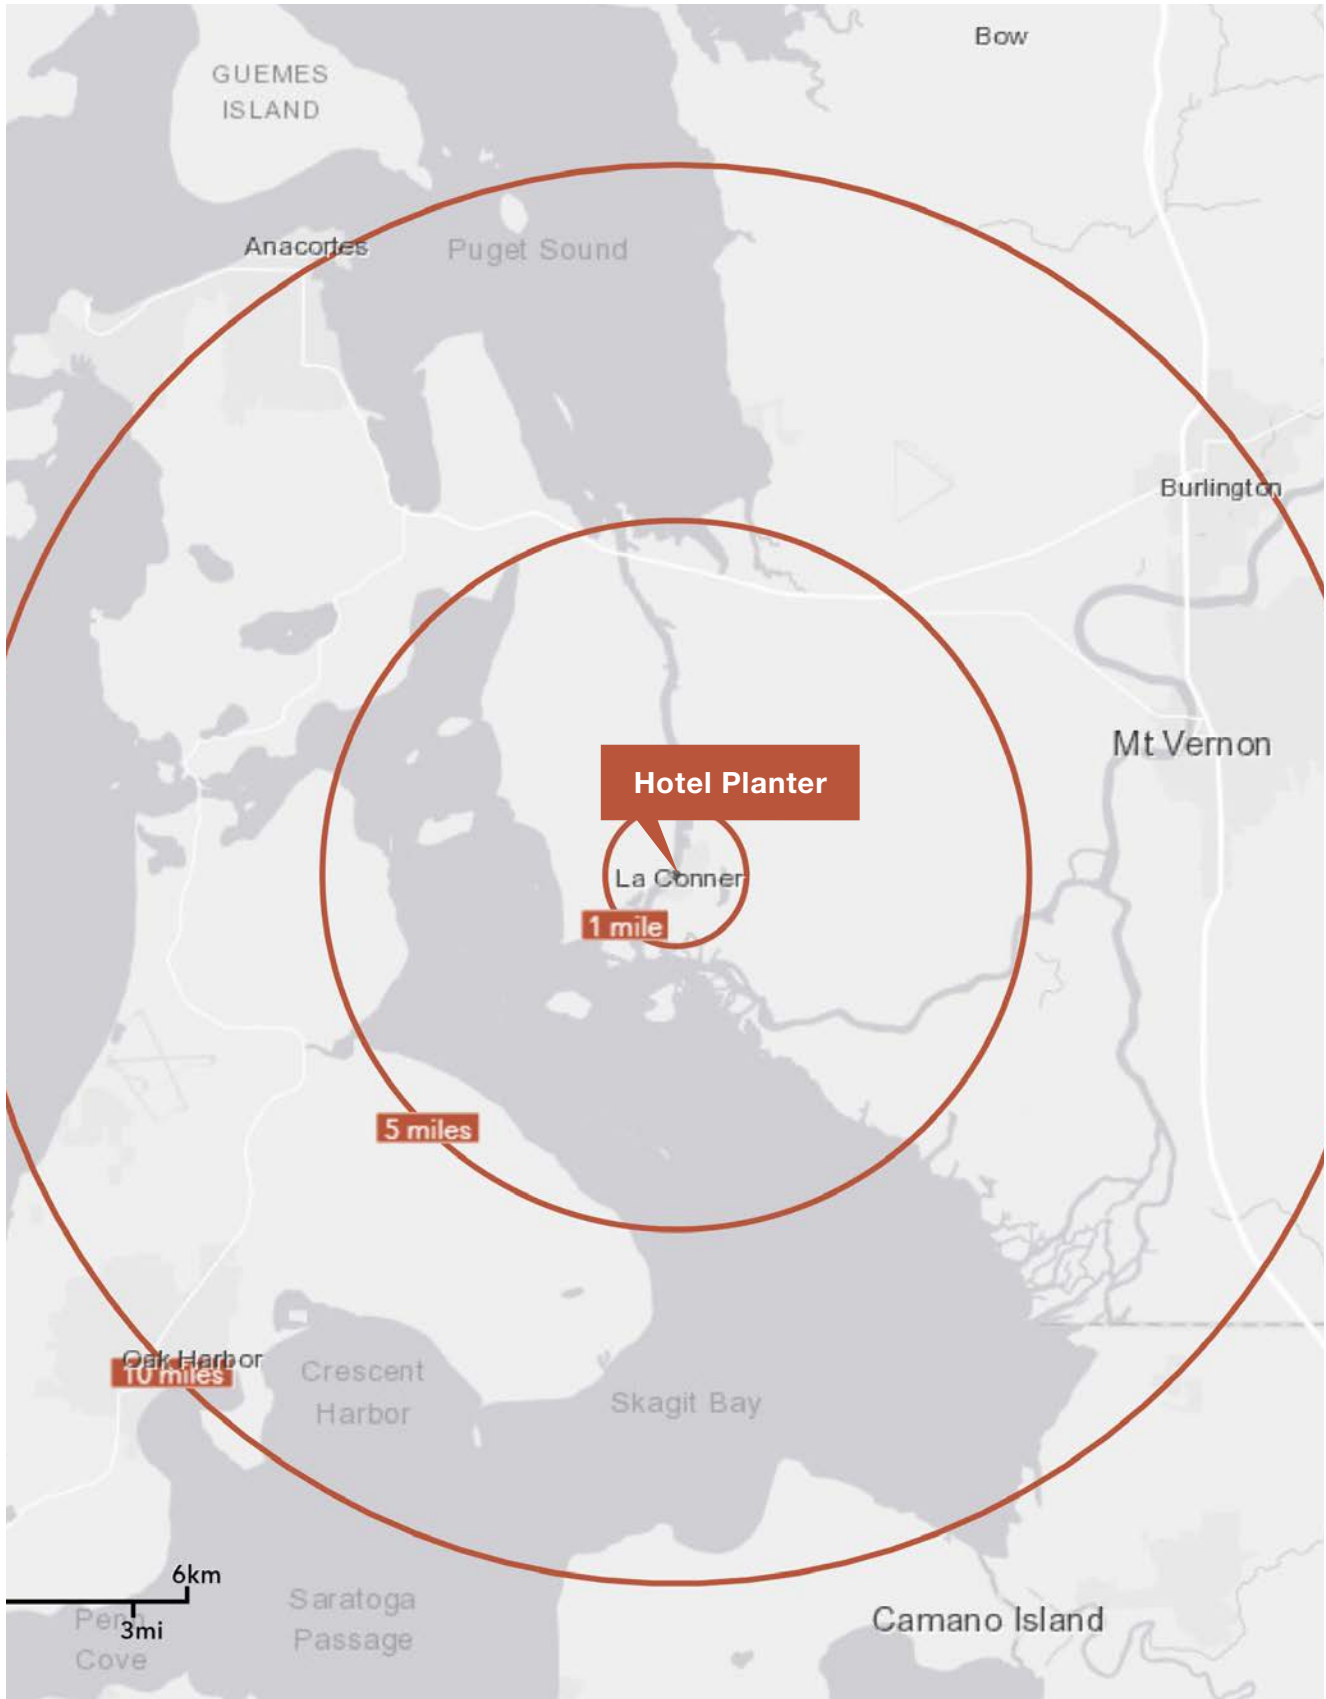 Bow
GUEMES
ISLAND
Anacortes
Puget Sound
Burlington
Mt Vernon
Hotel Planter
La Conner
1 mile
5 miles
Oak Harbor
10 miles
Crescent
Harbor
Skagit Bay
6km
3mi
Penn
Cove
Saratoga
Passage
Camano Island